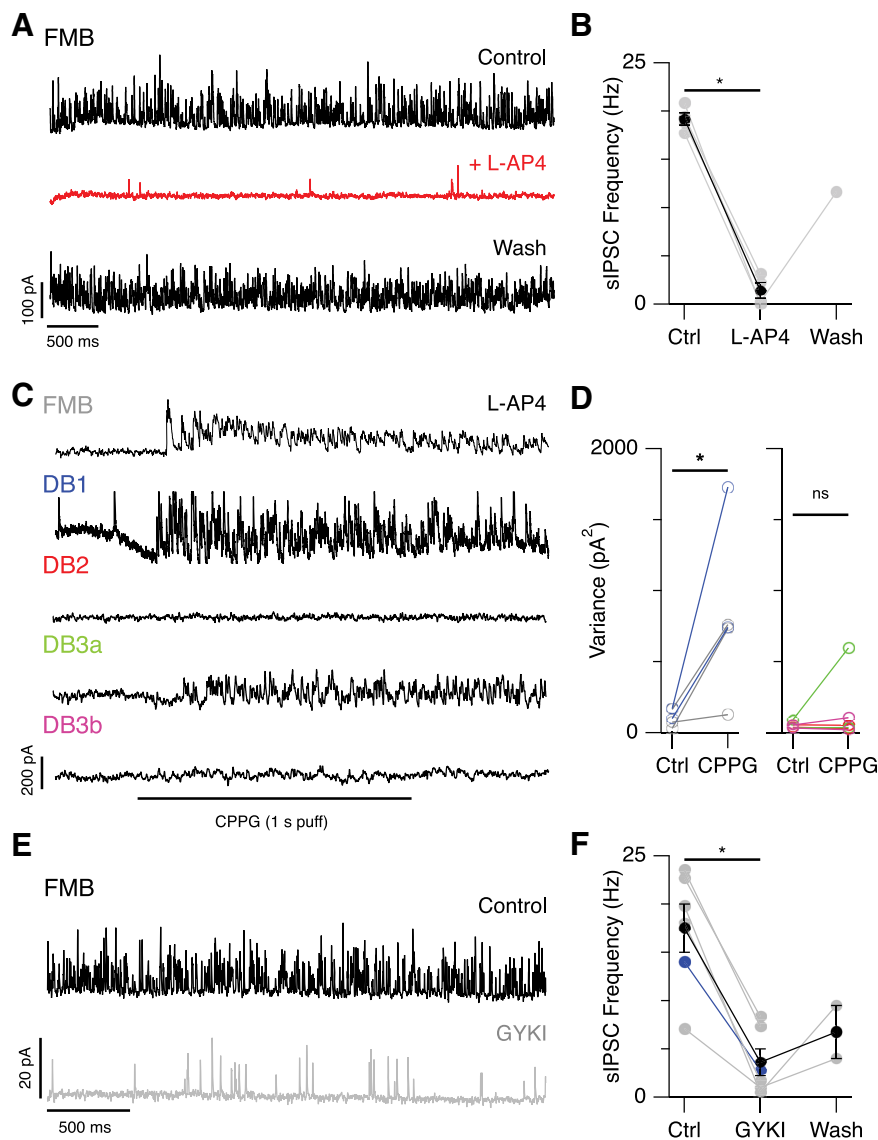 A
FMB
Control
+ L-AP4
Wash
100 pA
500 ms
B
25
*
sIPSC Frequency (Hz)
0
Ctrl
L-AP4
Wash
C
FMB
L-AP4
DB1
DB2
DB3a
DB3b
200 pA
CPPG (1 s puff)
D
2000
*
ns
Variance (pA²)
0
Ctrl CPPG
Ctrl CPPG
E
FMB
Control
GYKI
20 pA
500 ms
F
25
*
sIPSC Frequency (Hz)
0
Ctrl
GYKI
Wash